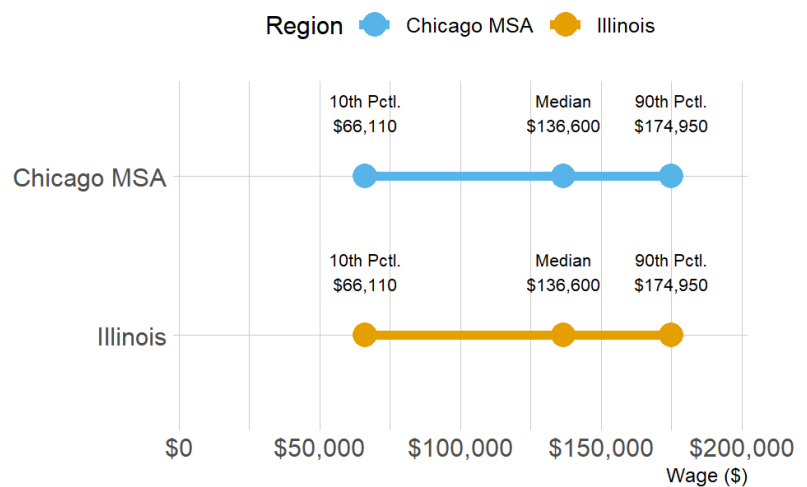 Region Chicago MSA Illinois
10th Pctl. Median 90th Pctl.
$66,110 $136,600 $174,950
Chicago MSA
10th Pctl. Median 90th Pctl.
$66,110 $136,600 $174,950
Illinois
$0 $50,000 $100,000 $150,000 $200,000
Wage ($)